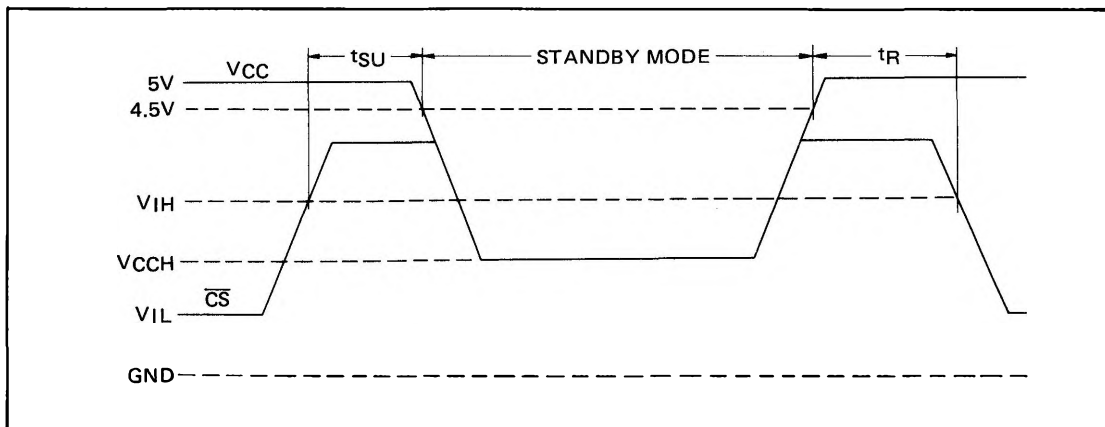 tSU STANDBY MODE tR
VCC
5V
4.5V
VIH
VCCH
CS
VIL
GND